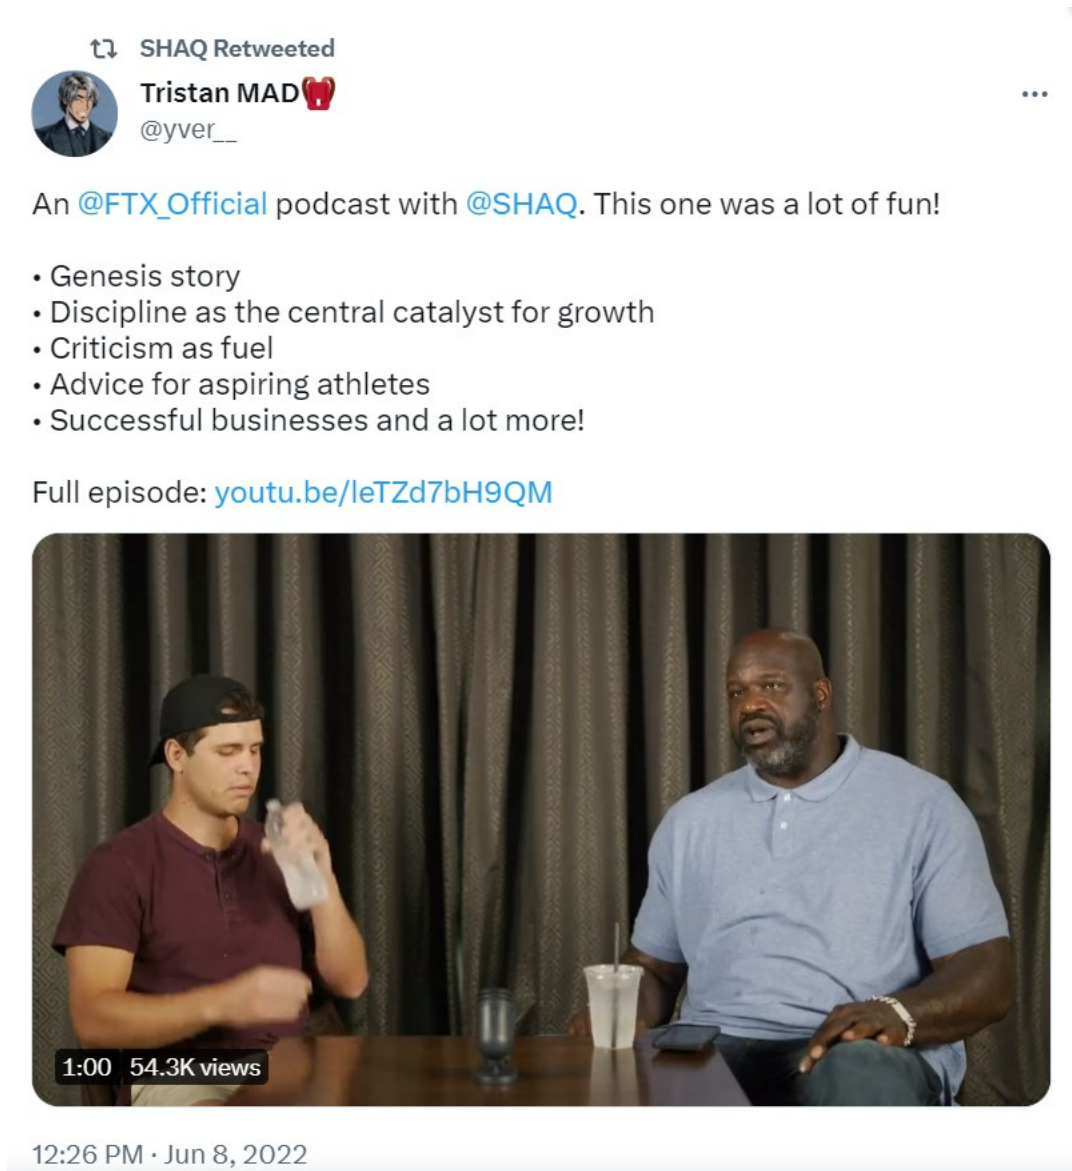 SHAQ Retweeted
Tristan MAD
@yver__
An @FTX_Official podcast with @SHAQ. This one was a lot of fun!
• Genesis story
• Discipline as the central catalyst for growth
• Criticism as fuel
• Advice for aspiring athletes
• Successful businesses and a lot more!
Full episode: youtu.be/leTZd7bH9QM
1:00 54.3K views
12:26 PM · Jun 8, 2022